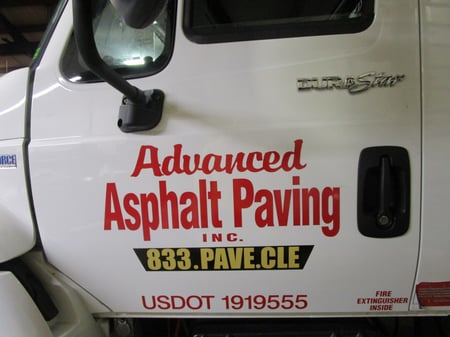 DuraStar
Advanced
Asphalt Paving
INC.
833.PAVE.CLE
USDOT 1919555
FIRE
EXTINGUISHER
INSIDE